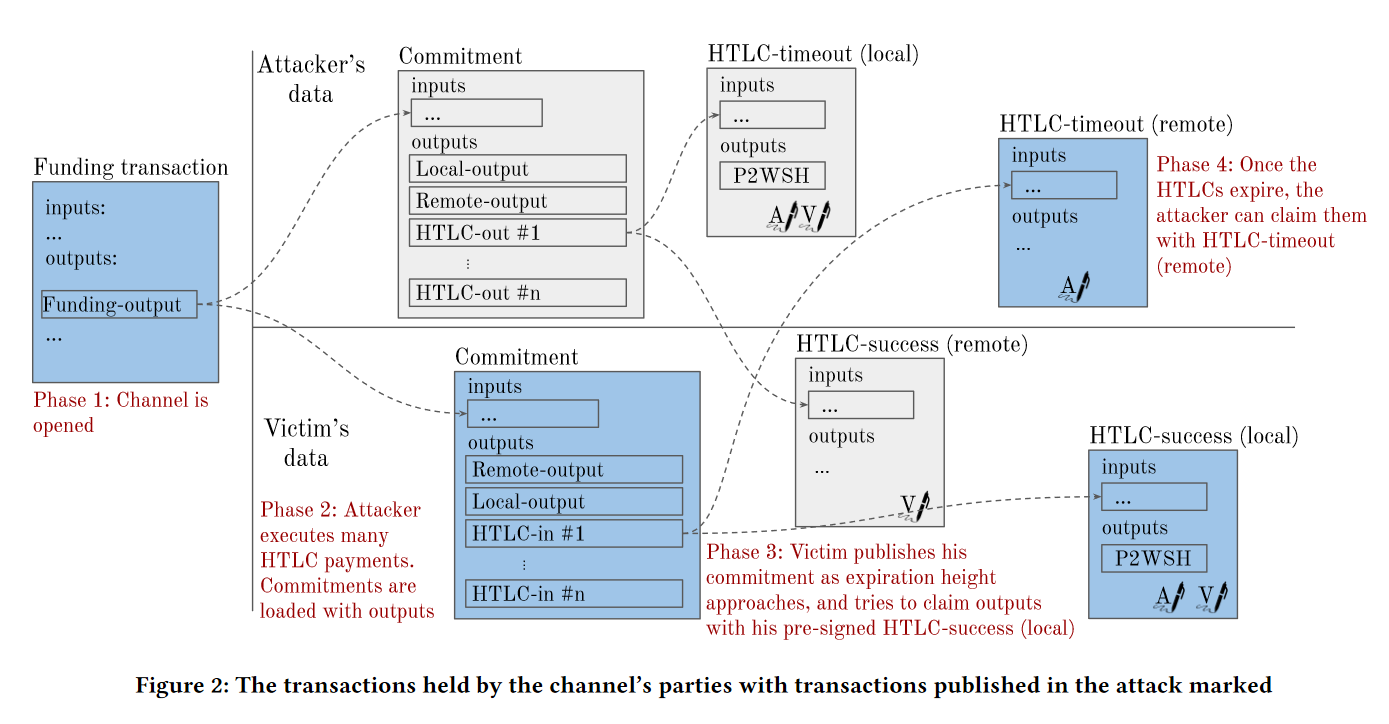 Attacker's
data
Funding transaction
inputs:
...
outputs:
Funding-output
...
Phase 1: Channel is
opened
Commitment
inputs
...
outputs
Local-output
Remote-output
HTLC-out #1
⋮
HTLC-out #n
HTLC-timeout (local)
inputs
...
outputs
P2WSH
A V
HTLC-timeout (remote)
inputs
...
outputs
...
A
Phase 4: Once the
HTLCs expire, the
attacker can claim them
with HTLC-timeout
(remote)
Victim's
data
Phase 2: Attacker
executes many
HTLC payments.
Commitments are
loaded with outputs
Commitment
inputs
...
outputs
Remote-output
Local-output
HTLC-in #1
⋮
HTLC-in #n
HTLC-success (remote)
inputs
...
outputs
...
V
Phase 3: Victim publishes his
commitment as expiration height
approaches, and tries to claim outputs
with his pre-signed HTLC-success (local)
HTLC-success (local)
inputs
...
outputs
P2WSH
A V
Figure 2: The transactions held by the channel's parties with transactions published in the attack marked